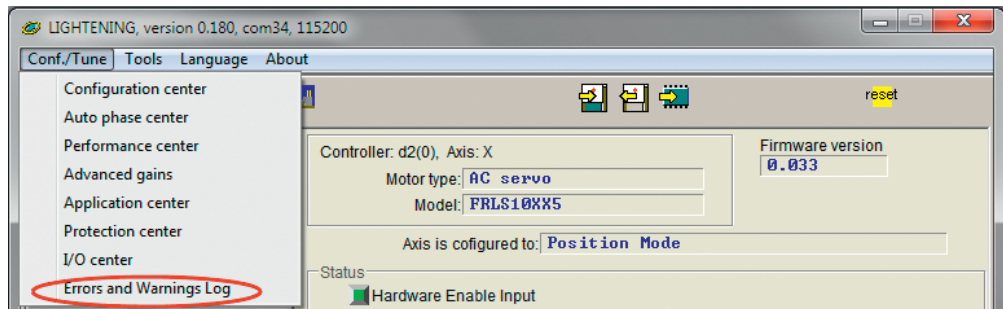 LIGHTENING, version 0.180, com34, 115200
Conf./Tune Tools Language About
Configuration center
Auto phase center
Performance center
Advanced gains
Application center
Protection center
I/O center
Errors and Warnings Log
reset
Controller: d2(0), Axis: X
Motor type: AC servo
Model: FRLS10XX5
Firmware version
0.033
Axis is cofigured to: Position Mode
Status
Hardware Enable Input